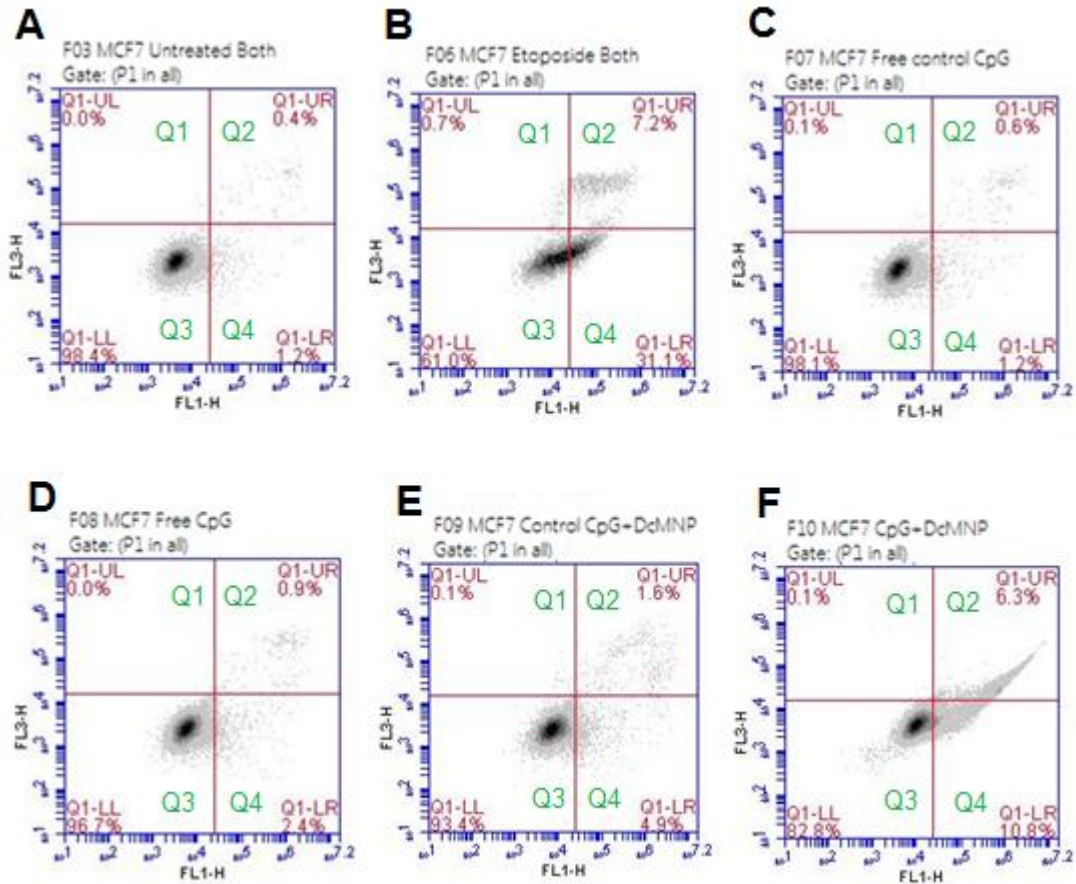 A
F03 MCF7 Untreated Both
Gate: (P1 in all)
Q1-UL
0.0%
Q1 Q2
Q1-UR
0.4%
Q1-LL
98.4%
Q3 Q4
Q1-LR
1.2%
FL3-H
FL1-H
B
F06 MCF7 Etoposide Both
Gate: (P1 in all)
Q1-UL
0.7%
Q1 Q2
Q1-UR
7.2%
Q1-LL
61.0%
Q3 Q4
Q1-LR
31.1%
FL3-H
FL1-H
C
F07 MCF7 Free control CpG
Gate: (P1 in all)
Q1-UL
0.1%
Q1 Q2
Q1-UR
0.6%
Q1-LL
98.1%
Q3 Q4
Q1-LR
1.2%
FL3-H
FL1-H
D
F08 MCF7 Free CpG
Gate: (P1 in all)
Q1-UL
0.0%
Q1 Q2
Q1-UR
0.9%
Q1-LL
96.7%
Q3 Q4
Q1-LR
2.4%
FL3-H
FL1-H
E
F09 MCF7 Control CpG+DcMNP
Gate: (P1 in all)
Q1-UL
0.1%
Q1 Q2
Q1-UR
1.6%
Q1-LL
93.4%
Q3 Q4
Q1-LR
4.9%
FL3-H
FL1-H
F
F10 MCF7 CpG+DcMNP
Gate: (P1 in all)
Q1-UL
0.1%
Q1 Q2
Q1-UR
6.3%
Q1-LL
82.8%
Q3 Q4
Q1-LR
10.8%
FL3-H
FL1-H